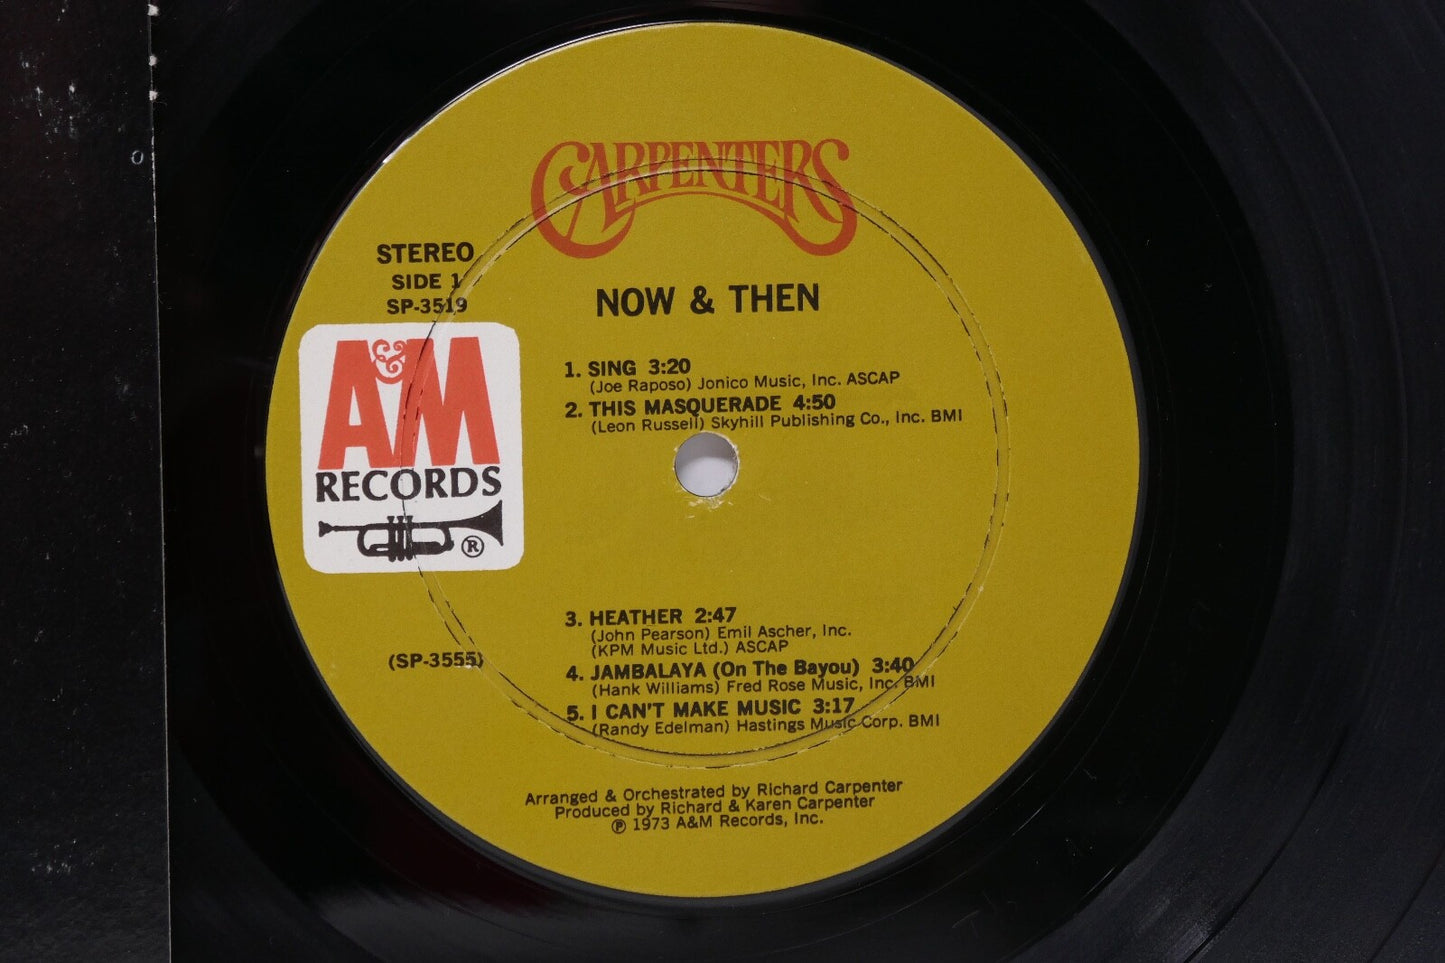 CARPENTERS
STEREO
SIDE 1
SP-3519
NOW & THEN
A&M
RECORDS
®
1. SING 3:20
(Joe Raposo) Jonico Music, Inc. ASCAP
2. THIS MASQUERADE 4:50
(Leon Russell) Skyhill Publishing Co., Inc. BMI
3. HEATHER 2:47
(John Pearson) Emil Ascher, Inc.
(KPM Music Ltd.) ASCAP
(SP-3555)
4. JAMBALAYA (On The Bayou) 3:40
(Hank Williams) Fred Rose Music, Inc. BMI
5. I CAN'T MAKE MUSIC 3:17
(Randy Edelman) Hastings Music Corp. BMI
Arranged & Orchestrated by Richard Carpenter
Produced by Richard & Karen Carpenter
℗ 1973 A&M Records, Inc.